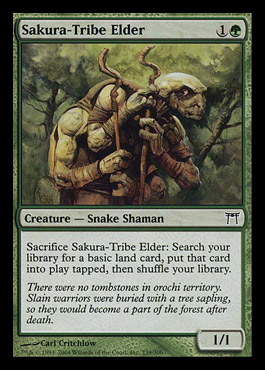 Sakura-Tribe Elder 1
Creature — Snake Shaman
Sacrifice Sakura-Tribe Elder: Search your
library for a basic land card, put that card
into play tapped, then shuffle your library.
There were no tombstones in orochi territory.
Slain warriors were buried with a tree sapling,
so they would become a part of the forest after
death.
Carl Critchlow
1/1